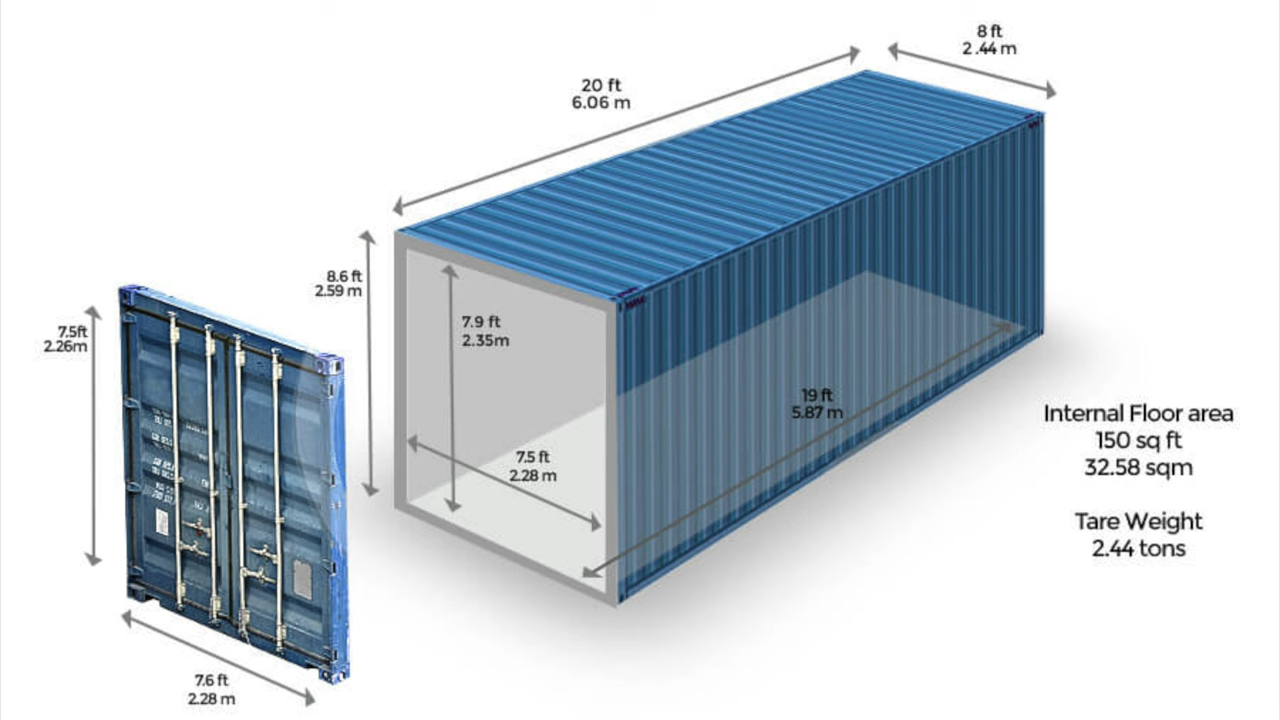 8 ft
2.44 m
20 ft
6.06 m
8.6 ft
2.59 m
7.9 ft
2.35m
7.5ft
2.26m
19 ft
5.87 m
7.5 ft
2.28 m
Internal Floor area
150 sq ft
32.58 sqm
Tare Weight
2.44 tons
7.6 ft
2.28 m